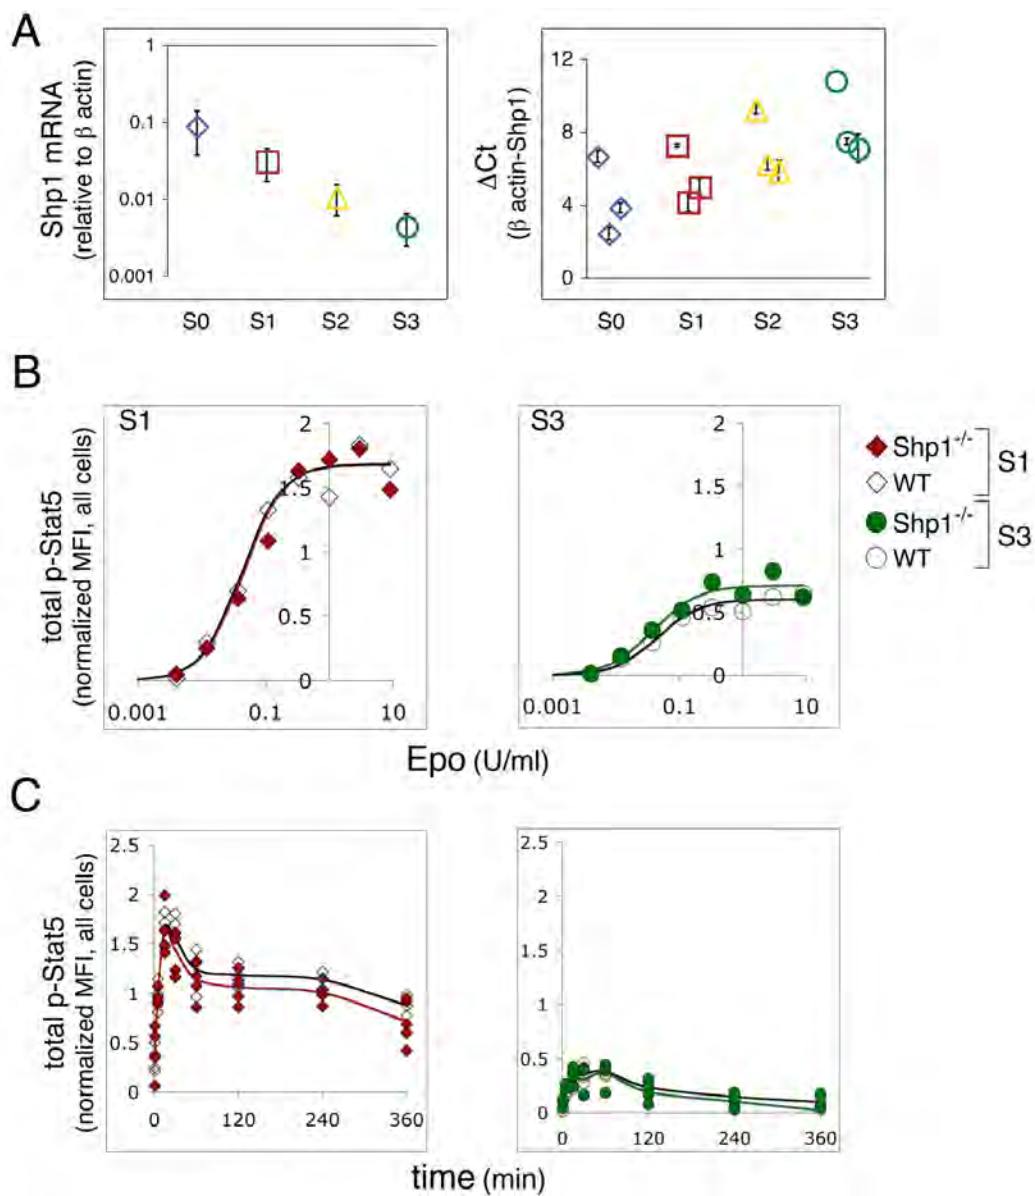 A
Shp1 mRNA
(relative to β actin)
1
0.1
0.01
0.001
S0 S1 S2 S3
ΔCt
(β actin-Shp1)
12
8
4
0
S0 S1 S2 S3
B
S1
total p-Stat5
(normalized MFI, all cells)
2
1.5
1
0.5
0
0.001 0.1 10
S3
2
1.5
1
0.5
0
0.001 0.1 10
Shp1-/-
WT
S1
Shp1-/-
WT
S3
Epo (U/ml)
C
total p-Stat5
(normalized MFI, all cells)
2.5
2
1.5
1
0.5
0
0 120 240 360
2.5
2
1.5
1
0.5
0
0 120 240 360
time (min)